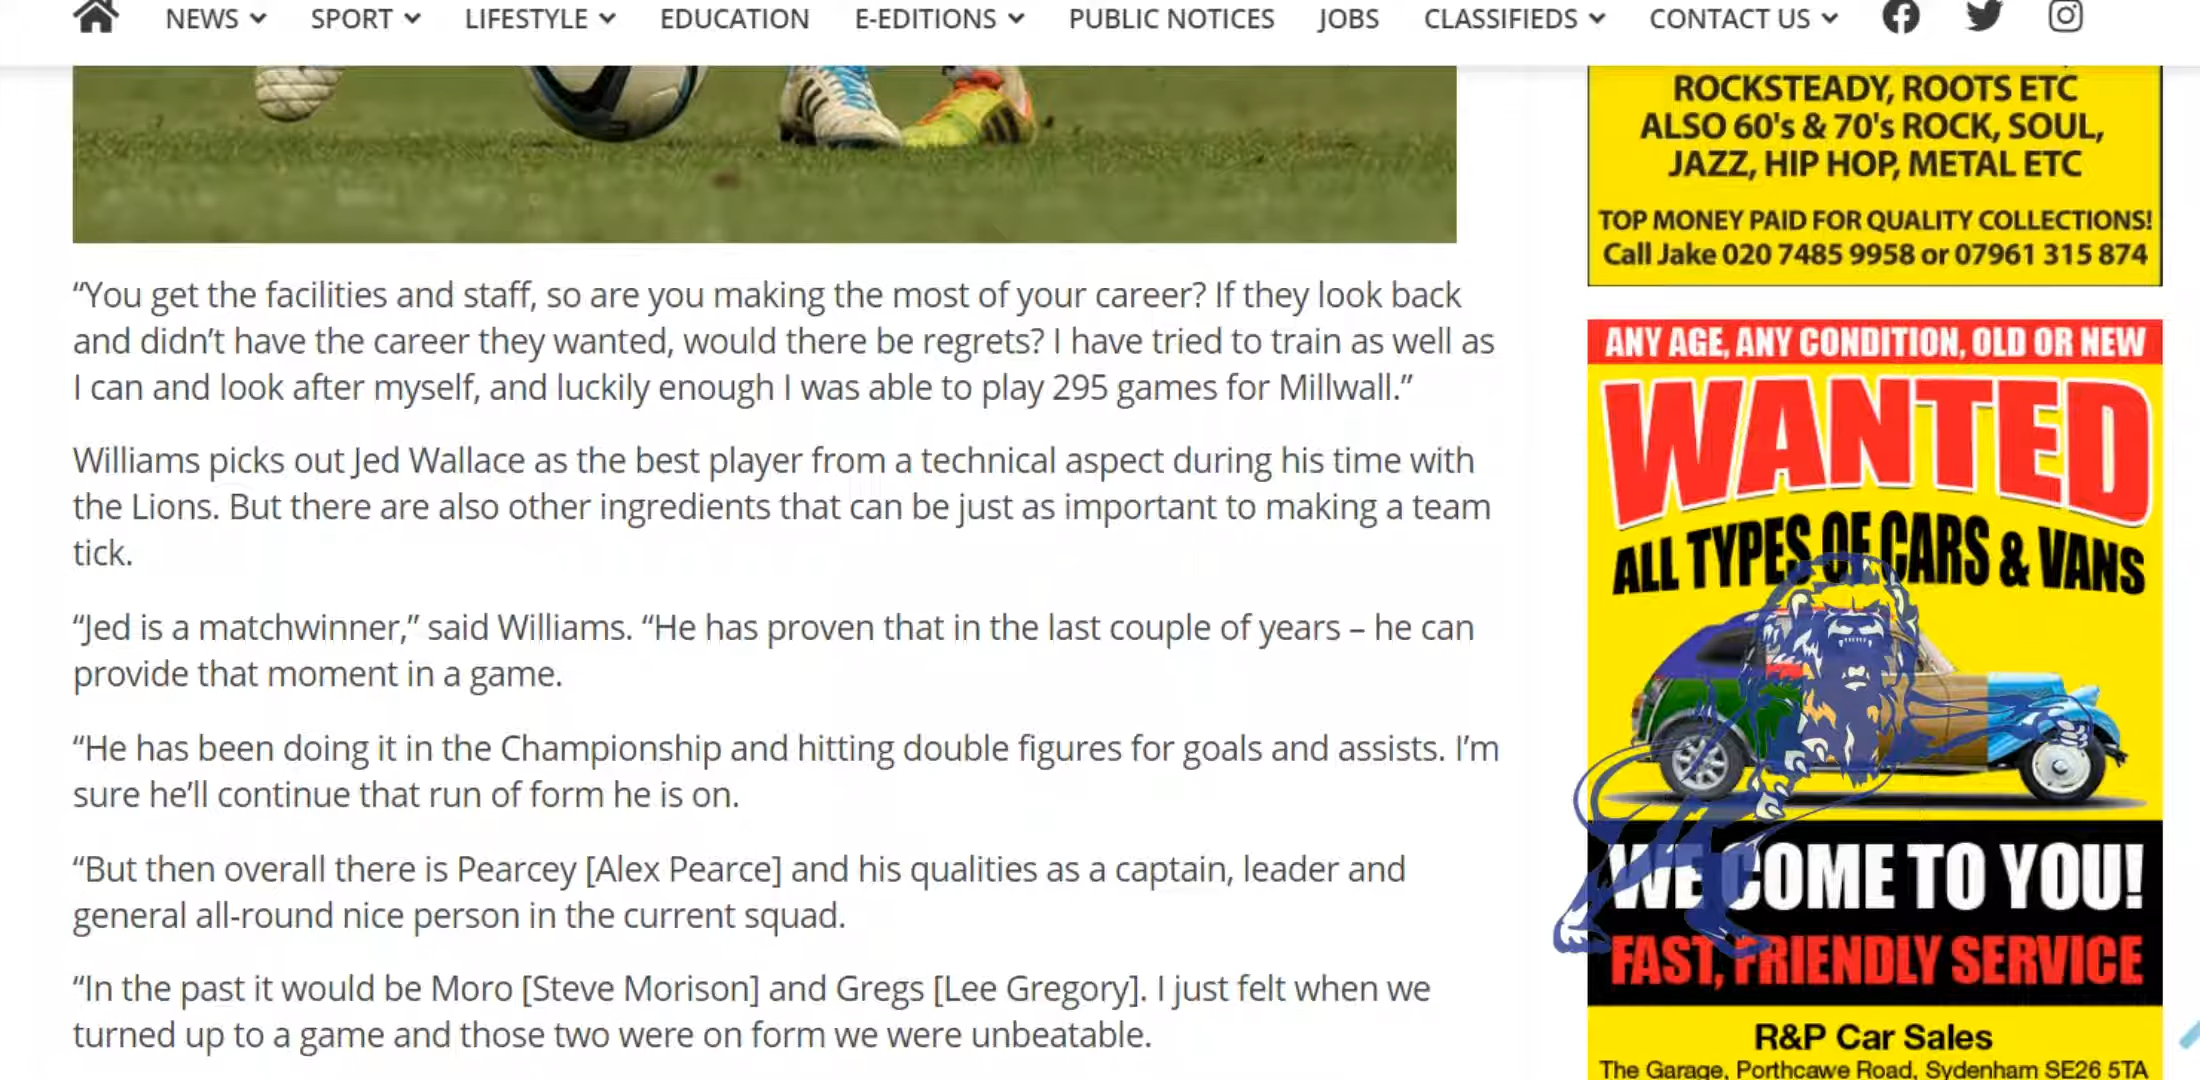 NEWS SPORT LIFESTYLE EDUCATION E-EDITIONS PUBLIC NOTICES JOBS CLASSIFIEDS CONTACT US
“You get the facilities and staff, so are you making the most of your career? If they look back
and didn’t have the career they wanted, would there be regrets? I have tried to train as well as
I can and look after myself, and luckily enough I was able to play 295 games for Millwall.”
Williams picks out Jed Wallace as the best player from a technical aspect during his time with
the Lions. But there are also other ingredients that can be just as important to making a team
tick.
“Jed is a matchwinner,” said Williams. “He has proven that in the last couple of years – he can
provide that moment in a game.
“He has been doing it in the Championship and hitting double figures for goals and assists. I’m
sure he’ll continue that run of form he is on.
“But then overall there is Pearcey [Alex Pearce] and his qualities as a captain, leader and
general all-round nice person in the current squad.
“In the past it would be Moro [Steve Morison] and Gregs [Lee Gregory]. I just felt when we
turned up to a game and those two were on form we were unbeatable.
ROCKSTEADY, ROOTS ETC
ALSO 60's & 70's ROCK, SOUL,
JAZZ, HIP HOP, METAL ETC
TOP MONEY PAID FOR QUALITY COLLECTIONS!
Call Jake 020 7485 9958 or 07961 315 874
ANY AGE, ANY CONDITION, OLD OR NEW
WANTED
ALL TYPES OF CARS & VANS
WE COME TO YOU!
FAST, FRIENDLY SERVICE
R&P Car Sales
The Garage, Porthcawe Road, Sydenham SE26 5TA